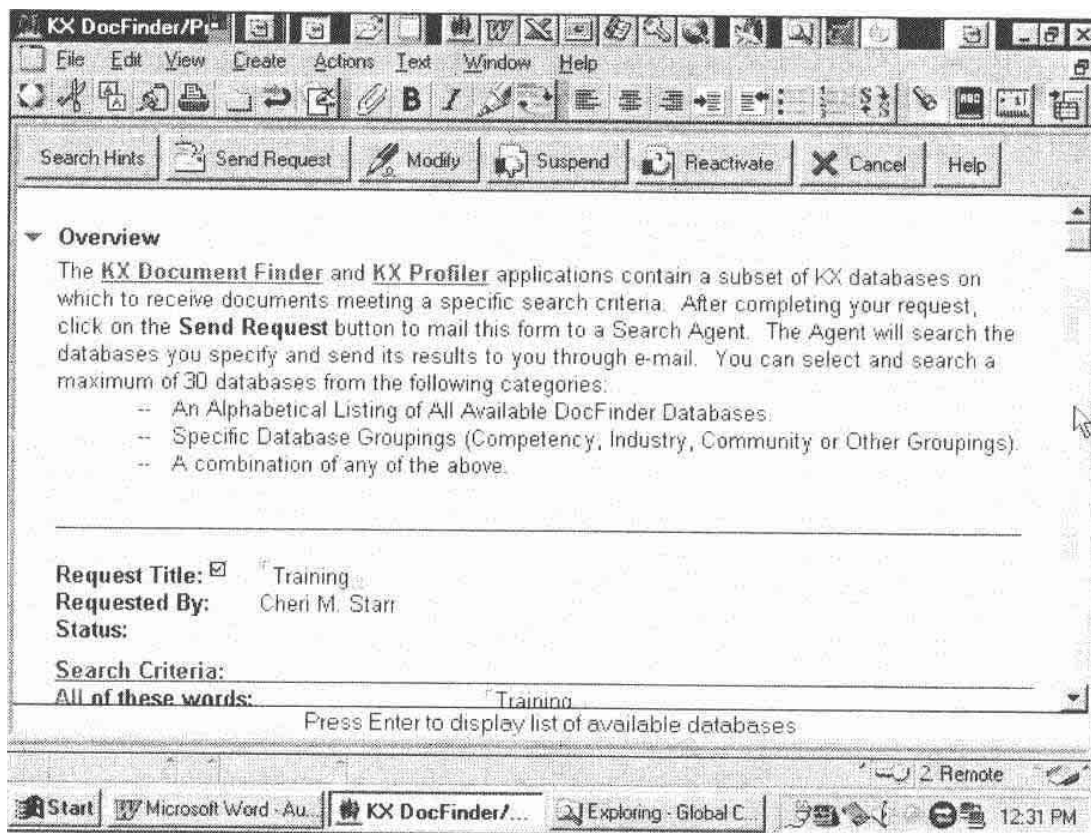 KX DocFinder/Pr
File Edit View Create Actions Text Window Help
Search Hints Send Request Modify Suspend Reactivate Cancel Help
Overview
The KX Document Finder and KX Profiler applications contain a subset of KX databases on
which to receive documents meeting a specific search criteria. After completing your request,
click on the Send Request button to mail this form to a Search Agent. The Agent will search the
databases you specify and send its results to you through e-mail. You can select and search a
maximum of 30 databases from the following categories:
-- An Alphabetical Listing of All Available DocFinder Databases.
-- Specific Database Groupings (Competency, Industry, Community or Other Groupings).
-- A combination of any of the above.
Request Title: Training
Requested By: Cheri M. Starr
Status:
Search Criteria:
All of these words: Training
Press Enter to display list of available databases
2 Remote
Start Microsoft Word - Au... KX DocFinder/... Exploring - Global C... 12:31 PM